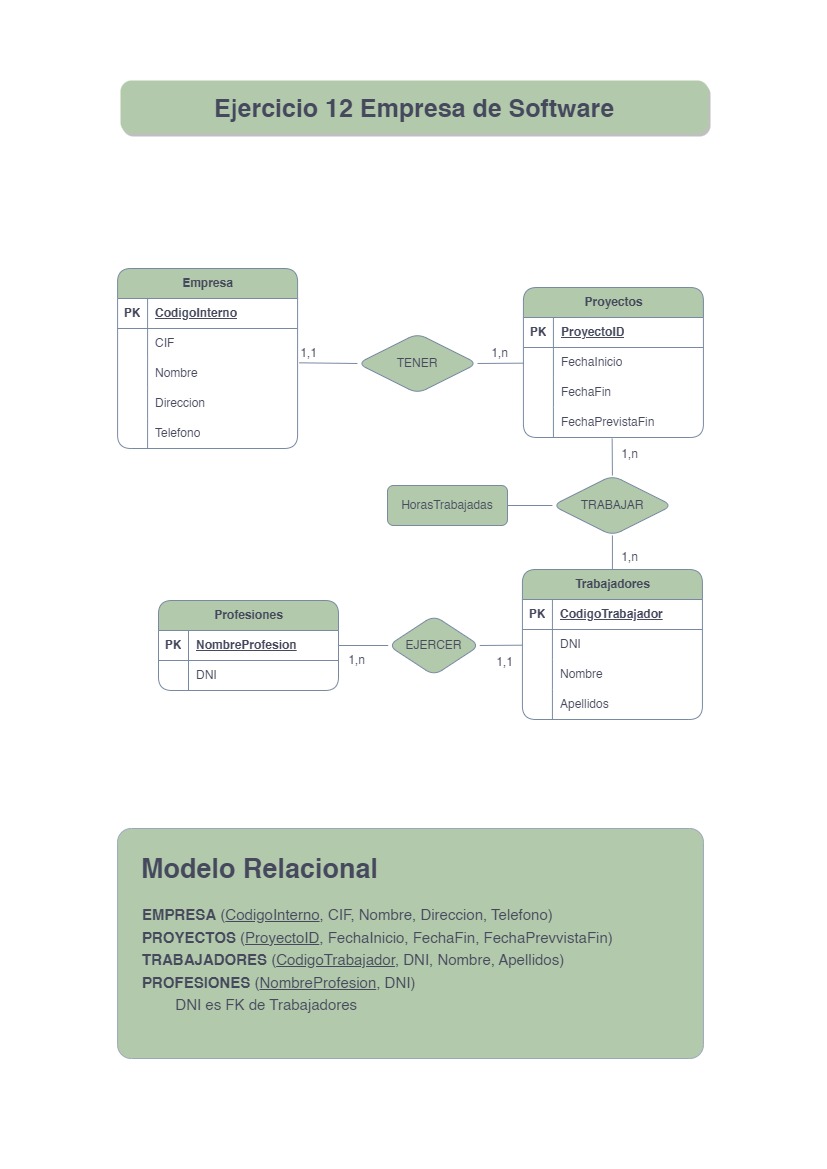 Ejercicio 12 Empresa de Software
Empresa
PK CodigoInterno
CIF
Nombre
Direccion
Telefono
1,1
TENER
1,n
Proyectos
PK ProyectoID
FechaInicio
FechaFin
FechaPrevistaFin
1,n
HorasTrabajadas
TRABAJAR
1,n
Trabajadores
PK CodigoTrabajador
DNI
Nombre
Apellidos
Profesiones
PK NombreProfesion
DNI
1,n
EJERCER
1,1
Modelo Relacional
EMPRESA (CodigoInterno, CIF, Nombre, Direccion, Telefono)
PROYECTOS (ProyectoID, FechaInicio, FechaFin, FechaPrevvistaFin)
TRABAJADORES (CodigoTrabajador, DNI, Nombre, Apellidos)
PROFESIONES (NombreProfesion, DNI)
DNI es FK de Trabajadores